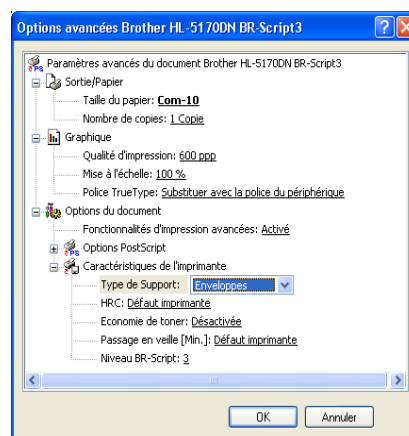 Options avancées Brother HL-5170DN BR-Script3
Paramètres avancés du document Brother HL-5170DN BR-Script3
Sortie/Papier
Taille du papier: Com-10
Nombre de copies: 1 Copie
Graphique
Qualité d'impression: 600 ppp
Mise à l'échelle: 100 %
Police TrueType: Substituer avec la police du périphérique
Options du document
Fonctionnalités d'impression avancées: Activé
Options PostScript
Caractéristiques de l'imprimante
Type de Support: Enveloppes
HRC: Défaut imprimante
Economie de toner: Désactivée
Passage en veille [Min.]: Défaut imprimante
Niveau BR-Script: 3
OK Annuler